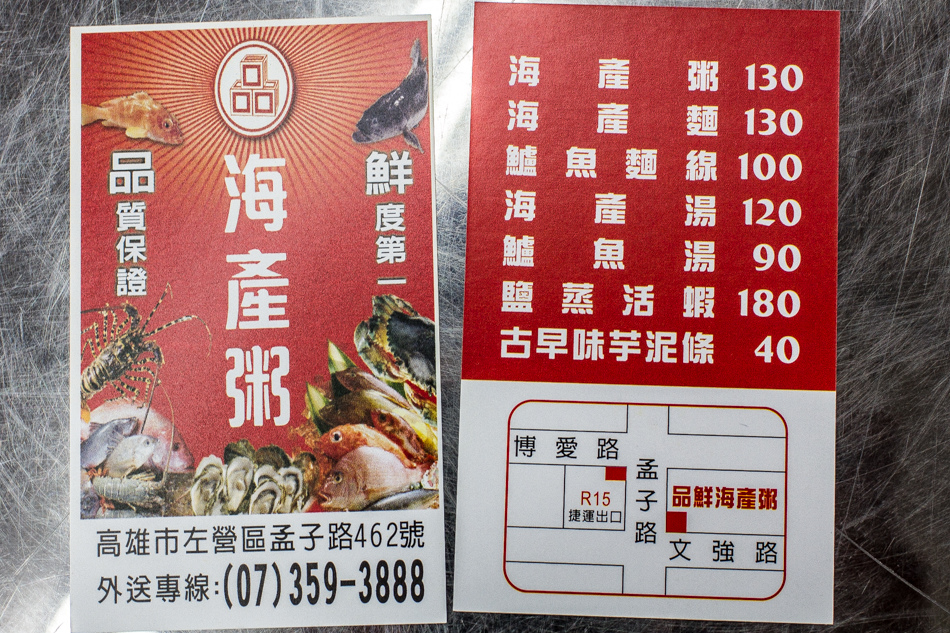 品質保證
海產粥
鮮度第一
高雄市左營區孟子路462號
外送專線:(07)359-3888
海產粥 130
海產麵 130
鱸魚麵線 100
海產湯 120
鱸魚湯 90
鹽蒸活蝦 180
古早味芋泥條 40
博愛路
孟子路
R15
捷運出口
品鮮海產粥
文強路